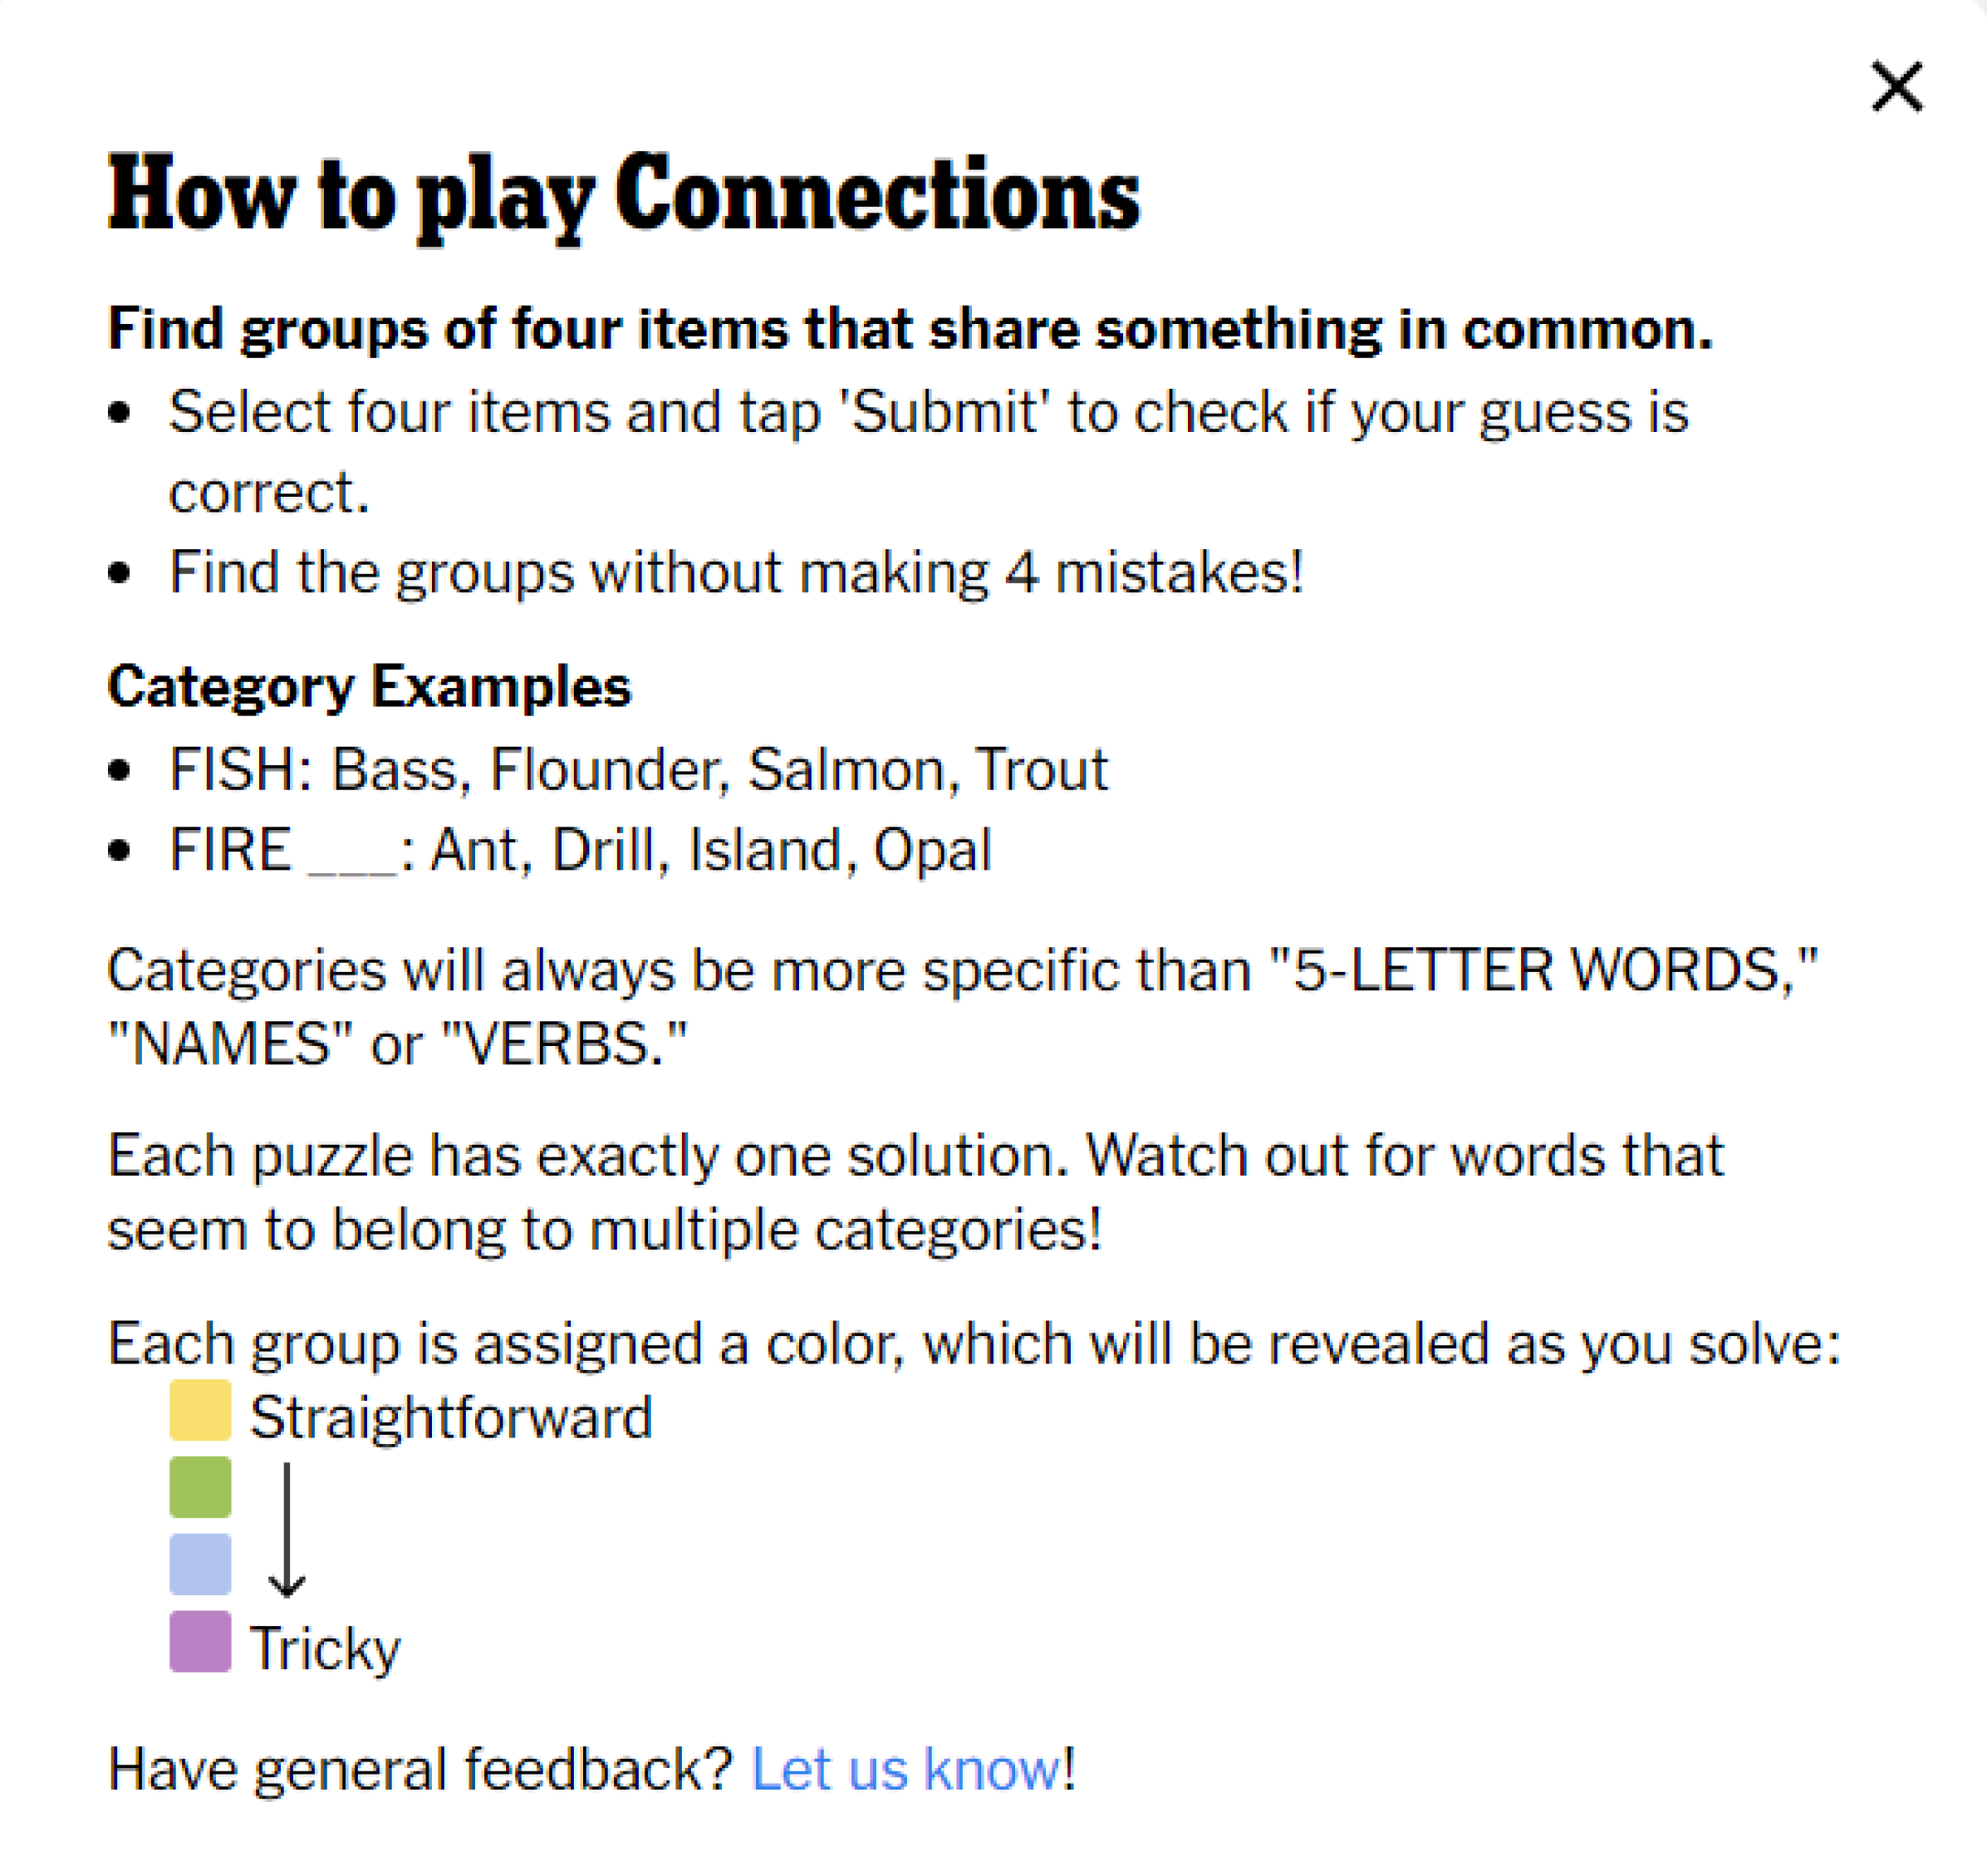 How to play Connections
Find groups of four items that share something in common.
• Select four items and tap 'Submit' to check if your guess is
correct.
• Find the groups without making 4 mistakes!
Category Examples
• FISH: Bass, Flounder, Salmon, Trout
• FIRE ___: Ant, Drill, Island, Opal
Categories will always be more specific than "5-LETTER WORDS,"
"NAMES" or "VERBS."
Each puzzle has exactly one solution. Watch out for words that
seem to belong to multiple categories!
Each group is assigned a color, which will be revealed as you solve:
Straightforward
Tricky
Have general feedback? Let us know!